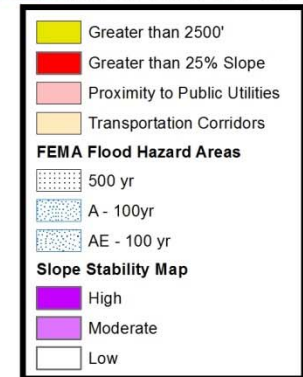 Greater than 2500'
Greater than 25% Slope
Proximity to Public Utilities
Transportation Corridors
FEMA Flood Hazard Areas
500 yr
A - 100yr
AE - 100 yr
Slope Stability Map
High
Moderate
Low